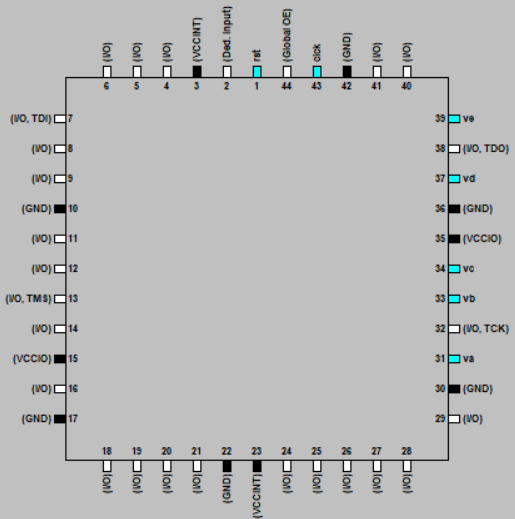 (I/O)
(I/O)
(I/O)
(VCCINT)
(Ded. Input)
rst
(Global OE)
clck
(GND)
(I/O)
(I/O)
6 5 4 3 2 1 44 43 42 41 40
(I/O, TDI) 7
(I/O) 8
(I/O) 9
(GND) 10
(I/O) 11
(I/O) 12
(I/O, TMS) 13
(I/O) 14
(VCCIO) 15
(I/O) 16
(GND) 17
39 ve
38 (I/O, TDO)
37 vd
36 (GND)
35 (VCCIO)
34 vc
33 vb
32 (I/O, TCK)
31 va
30 (GND)
29 (I/O)
18 19 20 21 22 23 24 25 26 27 28
(I/O)
(I/O)
(I/O)
(I/O)
(GND)
(VCCINT)
(I/O)
(I/O)
(I/O)
(I/O)
(I/O)